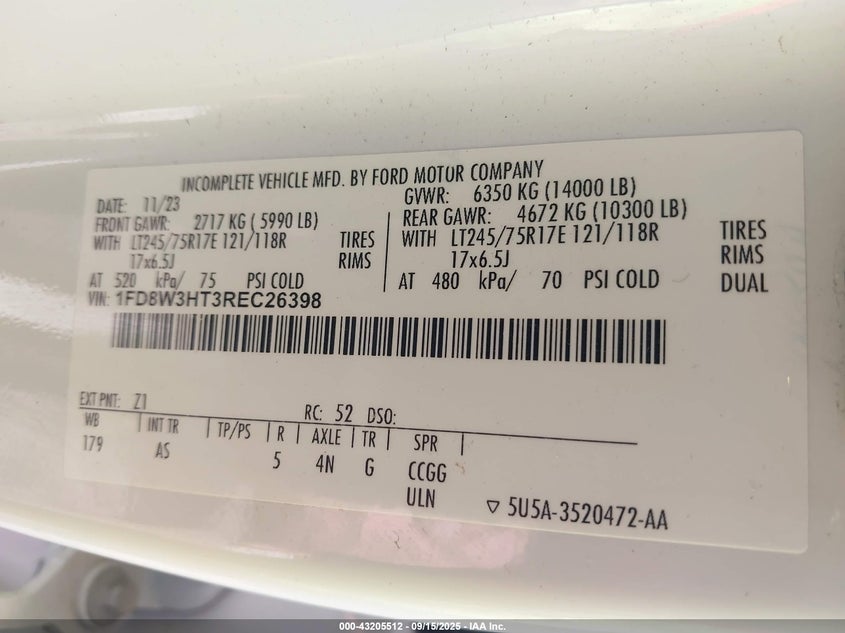 INCOMPLETE VEHICLE MFD. BY FORD MOTOR COMPANY
DATE: 11/23 GVWR: 6350 KG (14000 LB)
FRONT GAWR: 2717 KG ( 5990 LB) REAR GAWR: 4672 KG (10300 LB)
WITH LT245/75R17E 121/118R TIRES WITH LT245/75R17E 121/118R TIRES
17x6.5J RIMS 17x6.5J RIMS
AT 520 kPa/ 75 PSI COLD AT 480 kPa/ 70 PSI COLD DUAL
VIN: 1FD8W3HT3REC26398
EXT PNT: Z1 RC: 52 DSO:
WB INT TR TP/PS R AXLE TR SPR
179 AS 5 4N G CCGG
ULN ▽ 5U5A-3520472-AA
000-43205512 - 09/15/2025 - IAA Inc.